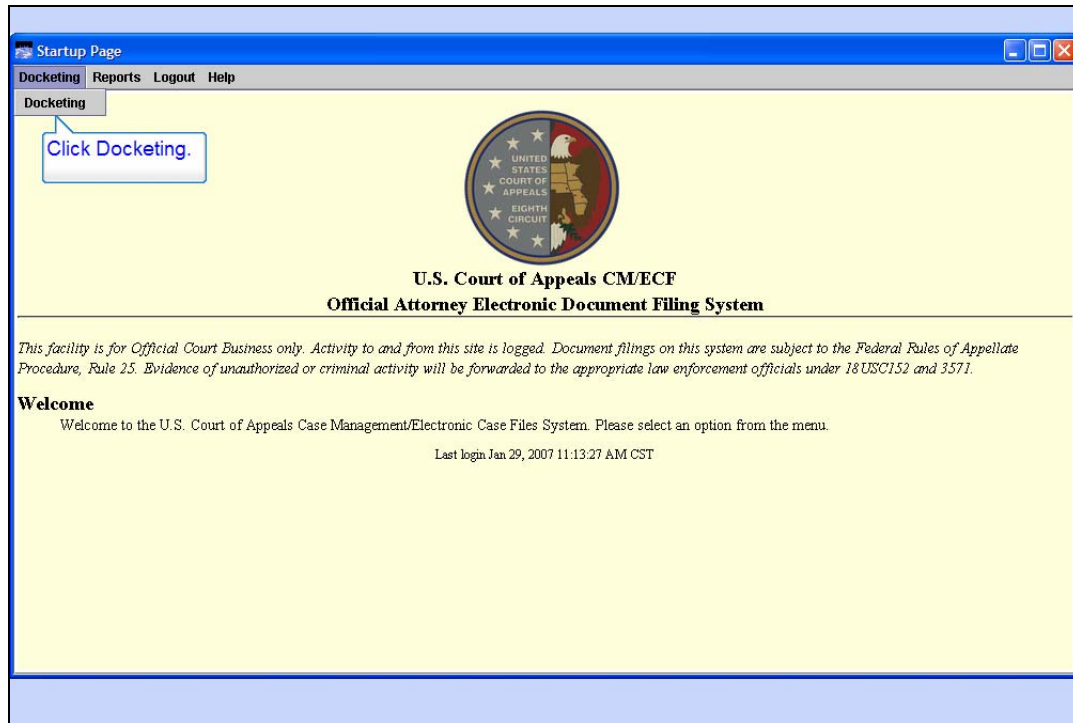 Startup Page
Docketing Reports Logout Help
Docketing
Click Docketing.
UNITED
STATES
COURT OF
APPEALS
EIGHTH
CIRCUIT
U.S. Court of Appeals CM/ECF
Official Attorney Electronic Document Filing System
This facility is for Official Court Business only. Activity to and from this site is logged. Document filings on this system are subject to the Federal Rules of Appellate
Procedure, Rule 25. Evidence of unauthorized or criminal activity will be forwarded to the appropriate law enforcement officials under 18USC152 and 3571.
Welcome
Welcome to the U.S. Court of Appeals Case Management/Electronic Case Files System. Please select an option from the menu.
Last login Jan 29, 2007 11:13:27 AM CST